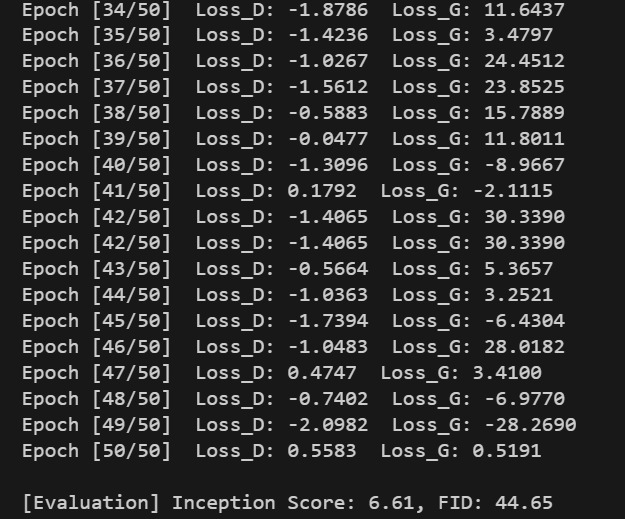 Epoch [34/50]  Loss_D: -1.8786  Loss_G: 11.6437
Epoch [35/50]  Loss_D: -1.4236  Loss_G: 3.4797
Epoch [36/50]  Loss_D: -1.0267  Loss_G: 24.4512
Epoch [37/50]  Loss_D: -1.5612  Loss_G: 23.8525
Epoch [38/50]  Loss_D: -0.5883  Loss_G: 15.7889
Epoch [39/50]  Loss_D: -0.0477  Loss_G: 11.8011
Epoch [40/50]  Loss_D: -1.3096  Loss_G: -8.9667
Epoch [41/50]  Loss_D: 0.1792  Loss_G: -2.1115
Epoch [42/50]  Loss_D: -1.4065  Loss_G: 30.3390
Epoch [42/50]  Loss_D: -1.4065  Loss_G: 30.3390
Epoch [43/50]  Loss_D: -0.5664  Loss_G: 5.3657
Epoch [44/50]  Loss_D: -1.0363  Loss_G: 3.2521
Epoch [45/50]  Loss_D: -1.7394  Loss_G: -6.4304
Epoch [46/50]  Loss_D: -1.0483  Loss_G: 28.0182
Epoch [47/50]  Loss_D: 0.4747  Loss_G: 3.4100
Epoch [48/50]  Loss_D: -0.7402  Loss_G: -6.9770
Epoch [49/50]  Loss_D: -2.0982  Loss_G: -28.2690
Epoch [50/50]  Loss_D: 0.5583  Loss_G: 0.5191
[Evaluation] Inception Score: 6.61, FID: 44.65